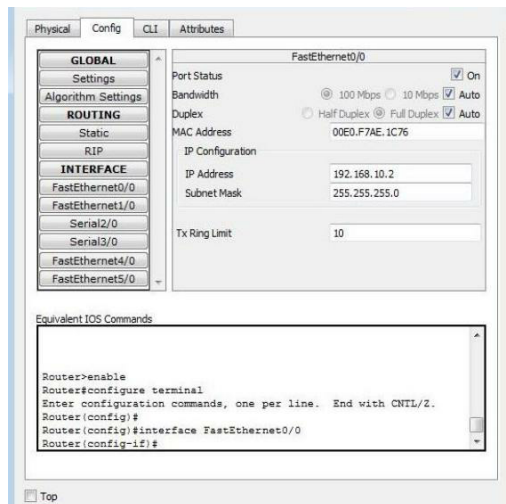 Physical Config CLI Attributes
GLOBAL
Settings
Algorithm Settings
ROUTING
Static
RIP
INTERFACE
FastEthernet0/0
FastEthernet1/0
Serial2/0
Serial3/0
FastEthernet4/0
FastEthernet5/0
FastEthernet0/0
Port Status On
Bandwidth 100 Mbps 10 Mbps Auto
Duplex Half Duplex Full Duplex Auto
MAC Address 00E0.F7AE.1C76
IP Configuration
IP Address 192.168.10.2
Subnet Mask 255.255.255.0
Tx Ring Limit 10
Equivalent IOS Commands
Router>enable
Router#configure terminal
Enter configuration commands, one per line. End with CNTL/Z.
Router(config)#
Router(config)#interface FastEthernet0/0
Router(config-if)#
Top